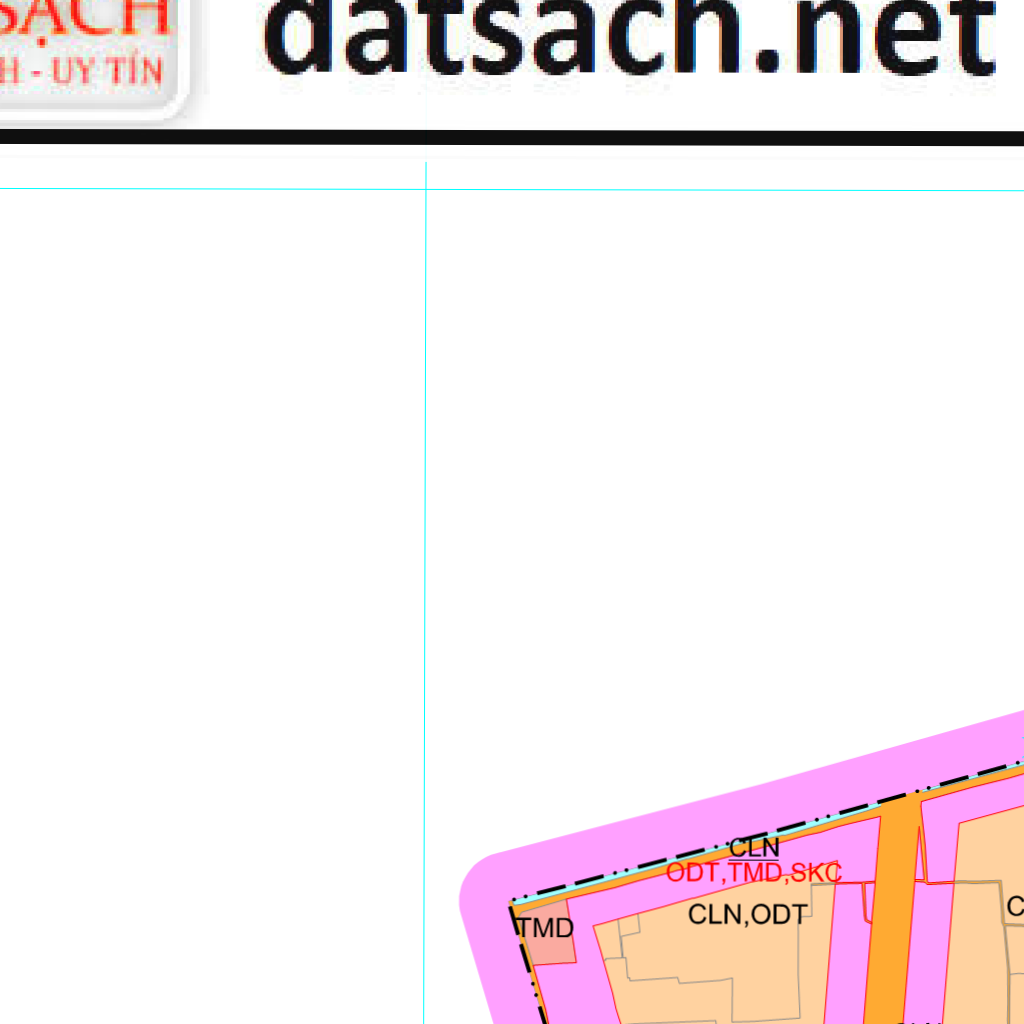 SẠCH
H - UY TÍN
datsach.net
CLN
ODT,TMD,SKC
CLN,ODT
TMD
C